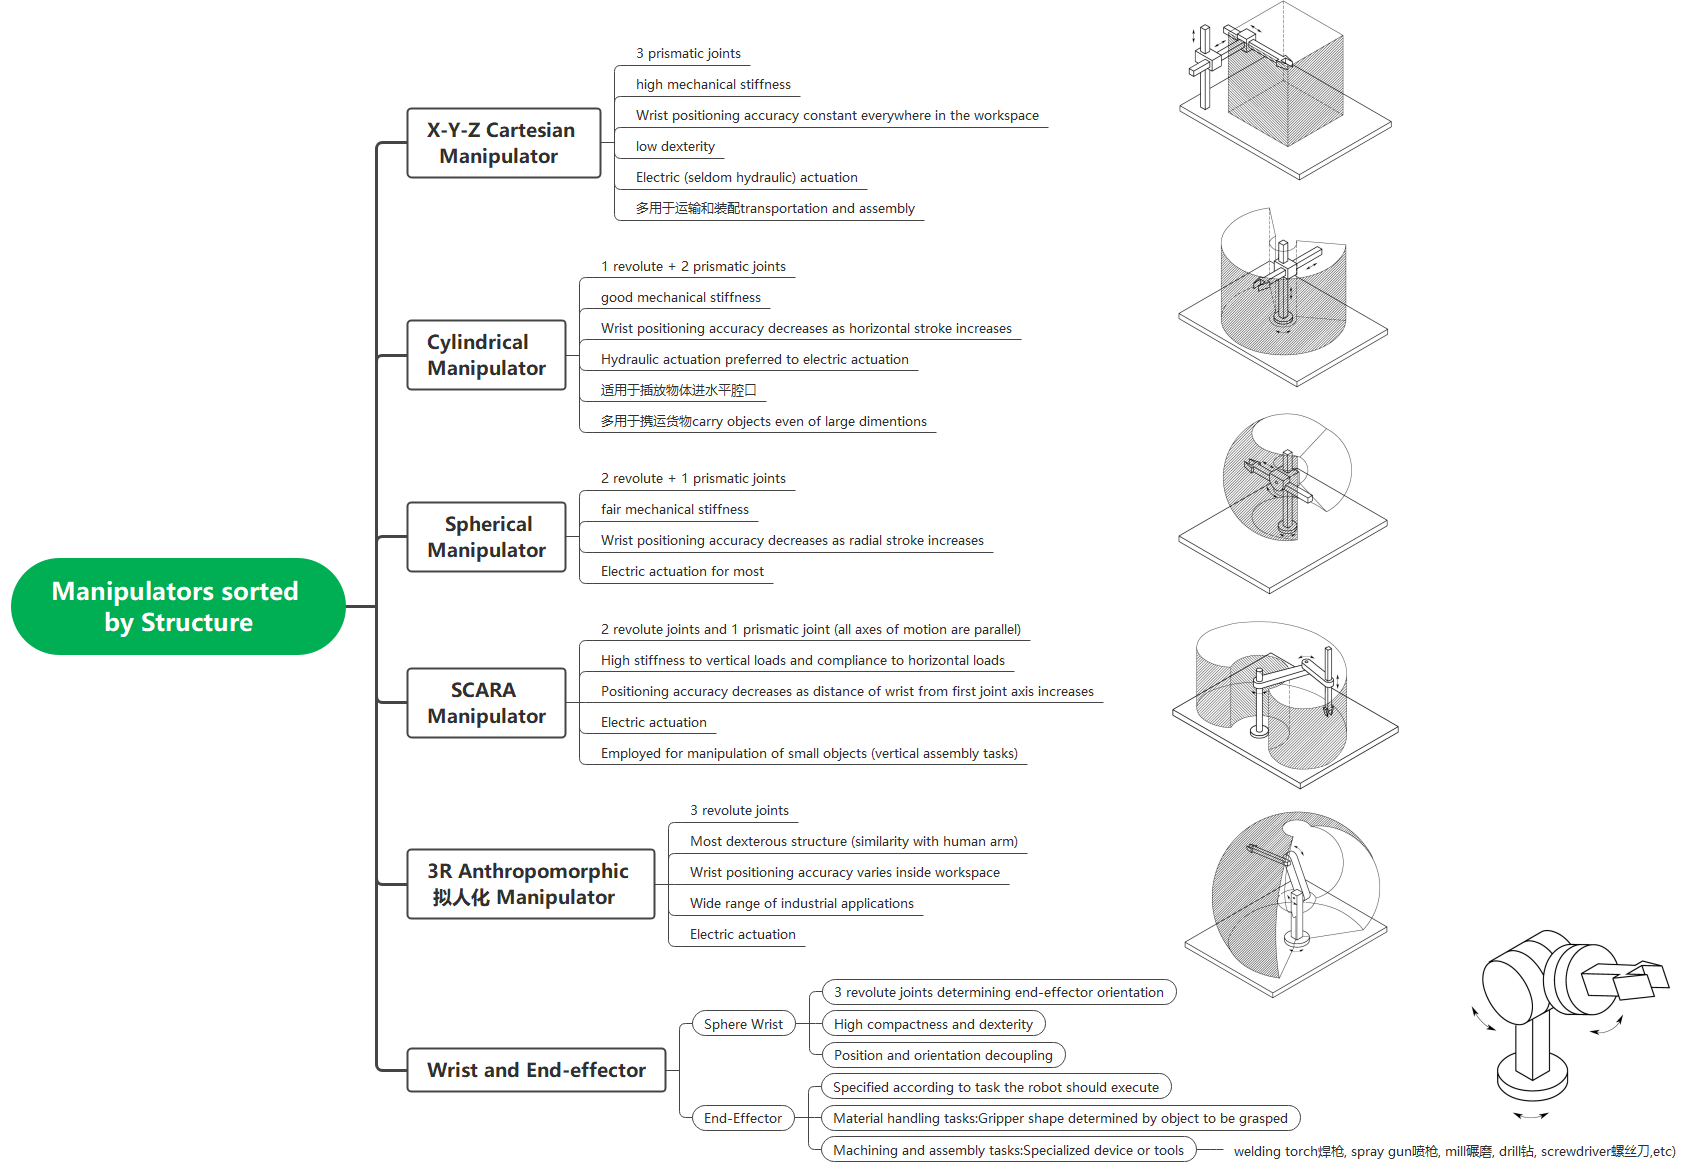 Manipulators sorted
by Structure
X-Y-Z Cartesian
Manipulator
3 prismatic joints
high mechanical stiffness
Wrist positioning accuracy constant everywhere in the workspace
low dexterity
Electric (seldom hydraulic) actuation
多用于运输和装配transportation and assembly
Cylindrical
Manipulator
1 revolute + 2 prismatic joints
good mechanical stiffness
Wrist positioning accuracy decreases as horizontal stroke increases
Hydraulic actuation preferred to electric actuation
适用于插放物体进水平腔口
多用于携运货物carry objects even of large dimentions
Spherical
Manipulator
2 revolute + 1 prismatic joints
fair mechanical stiffness
Wrist positioning accuracy decreases as radial stroke increases
Electric actuation for most
SCARA
Manipulator
2 revolute joints and 1 prismatic joint (all axes of motion are parallel)
High stiffness to vertical loads and compliance to horizontal loads
Positioning accuracy decreases as distance of wrist from first joint axis increases
Electric actuation
Employed for manipulation of small objects (vertical assembly tasks)
3R Anthropomorphic
拟人化 Manipulator
3 revolute joints
Most dexterous structure (similarity with human arm)
Wrist positioning accuracy varies inside workspace
Wide range of industrial applications
Electric actuation
Wrist and End-effector
Sphere Wrist
3 revolute joints determining end-effector orientation
High compactness and dexterity
Position and orientation decoupling
End-Effector
Specified according to task the robot should execute
Material handling tasks:Gripper shape determined by object to be grasped
Machining and assembly tasks:Specialized device or tools
welding torch焊枪, spray gun喷枪, mill碾磨, drill钻, screwdriver螺丝刀,etc)